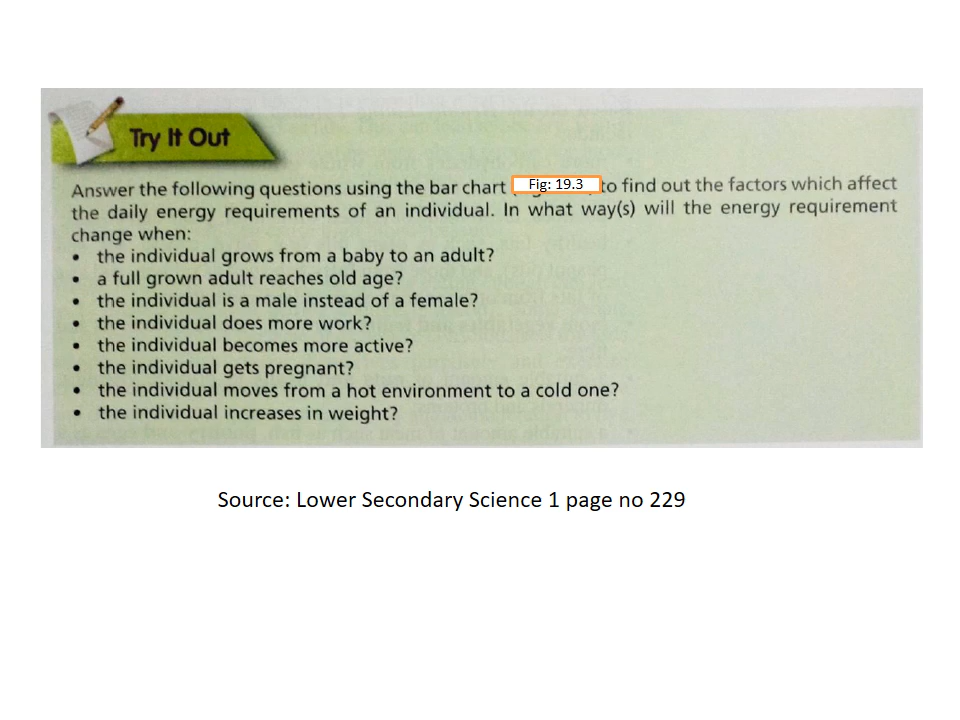 Try It Out
Answer the following questions using the bar chart Fig: 19.3 to find out the factors which affect
the daily energy requirements of an individual. In what way(s) will the energy requirement
change when:
• the individual grows from a baby to an adult?
• a full grown adult reaches old age?
• the individual is a male instead of a female?
• the individual does more work?
• the individual becomes more active?
• the individual gets pregnant?
• the individual moves from a hot environment to a cold one?
• the individual increases in weight?
Source: Lower Secondary Science 1 page no 229